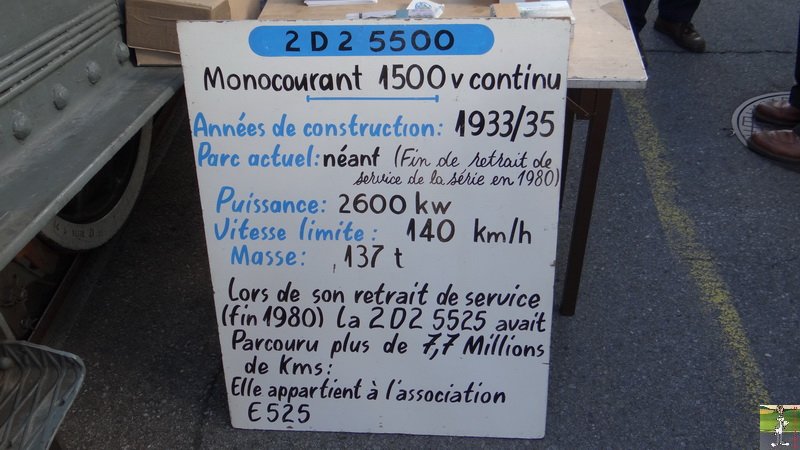 2D2 5500
Monocourant 1500 v continu
Années de construction: 1933/35
Parc actuel: néant (Fin de retrait de
service de la série en 1980)
Puissance: 2600 kw
Vitesse limite: 140 km/h
Masse: 137 t
Lors de son retrait de service
(fin 1980) la 2D2 5525 avait
Parcouru plus de 7,7 Millions
de Kms:
Elle appartient à l'association
E525